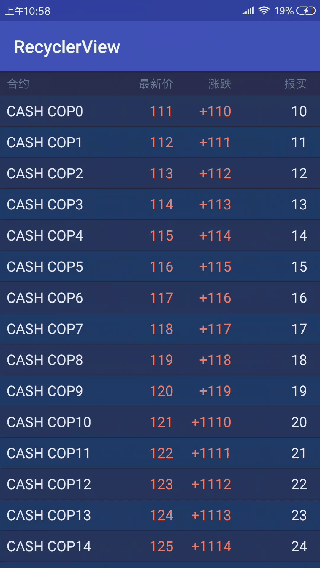 上午10:58 19%
RecyclerView
合约 最新价 涨跌 报买
CASH COP0 111 +110 10
CASH COP1 112 +111 11
CASH COP2 113 +112 12
CASH COP3 114 +113 13
CASH COP4 115 +114 14
CASH COP5 116 +115 15
CASH COP6 117 +116 16
CASH COP7 118 +117 17
CASH COP8 119 +118 18
CASH COP9 120 +119 19
CASH COP10 121 +1110 20
CASH COP11 122 +1111 21
CASH COP12 123 +1112 22
CASH COP13 124 +1113 23
CASH COP14 125 +1114 24